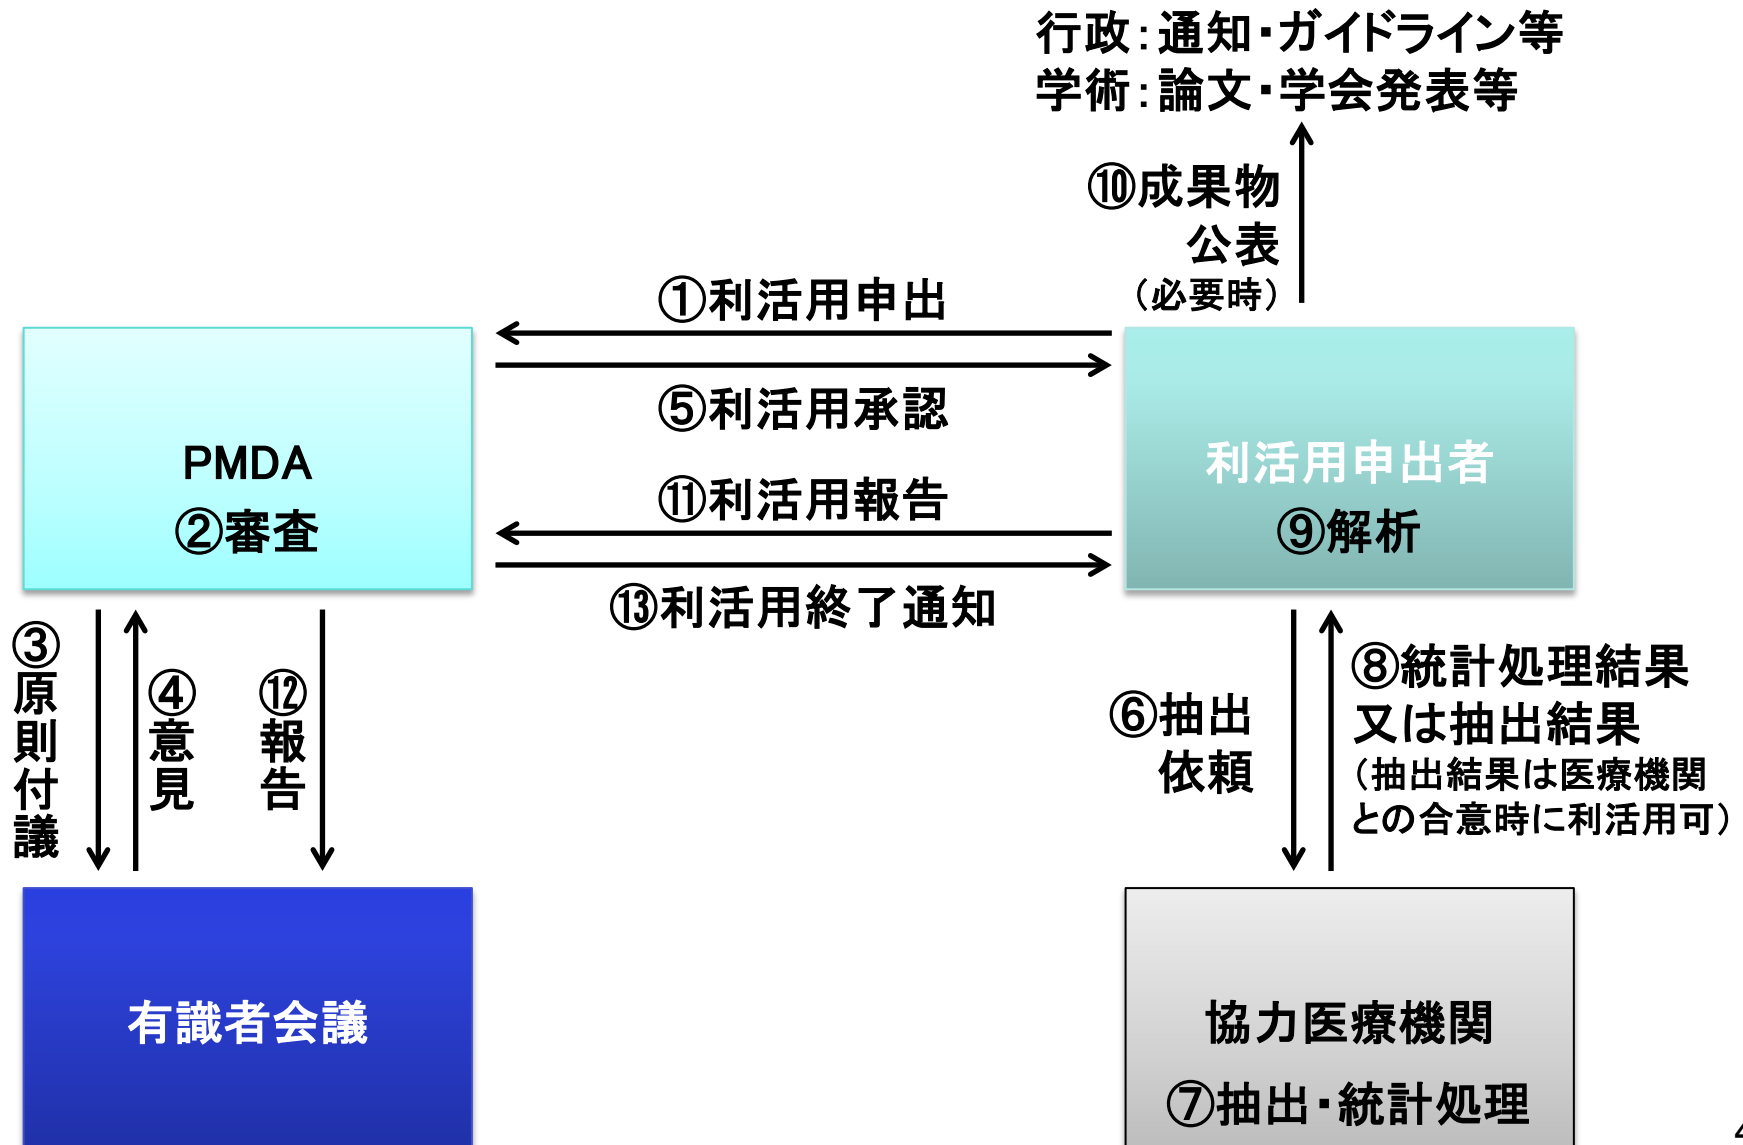 行政：通知・ガイドライン等
学術：論文・学会発表等
⑩成果物
公表
（必要時）
①利活用申出
⑤利活用承認
PMDA
②審査
利活用申出者
⑨解析
⑪利活用報告
⑬利活用終了通知
③原則付議
④意見
⑫報告
⑥抽出
依頼
⑧統計処理結果
又は抽出結果
（抽出結果は医療機関
との合意時に利活用可）
有識者会議
協力医療機関
⑦抽出・統計処理